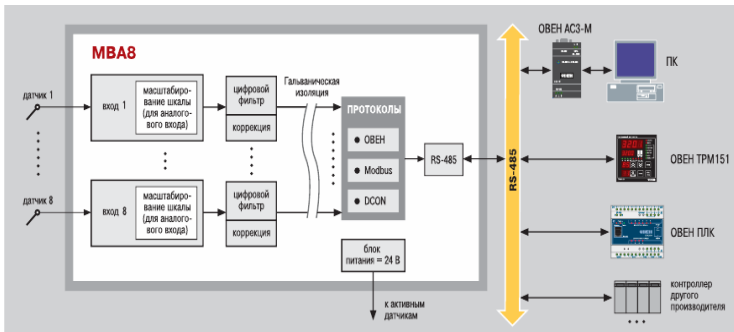 МВА8
датчик 1
вход 1
масштабиро-
вание шкалы
(для аналого-
вого входа)
цифровой
фильтр
коррекция
Гальваническая
изоляция
ПРОТОКОЛЫ
ОВЕН
Modbus
DCON
RS-485
датчик 8
вход 8
масштабиро-
вание шкалы
(для аналого-
вого входа)
цифровой
фильтр
коррекция
блок
питания = 24 В
к активным
датчикам
RS-485
ОВЕН АС3-М
ПК
ОВЕН ТРМ151
ОВЕН ПЛК
контроллер
другого
производителя